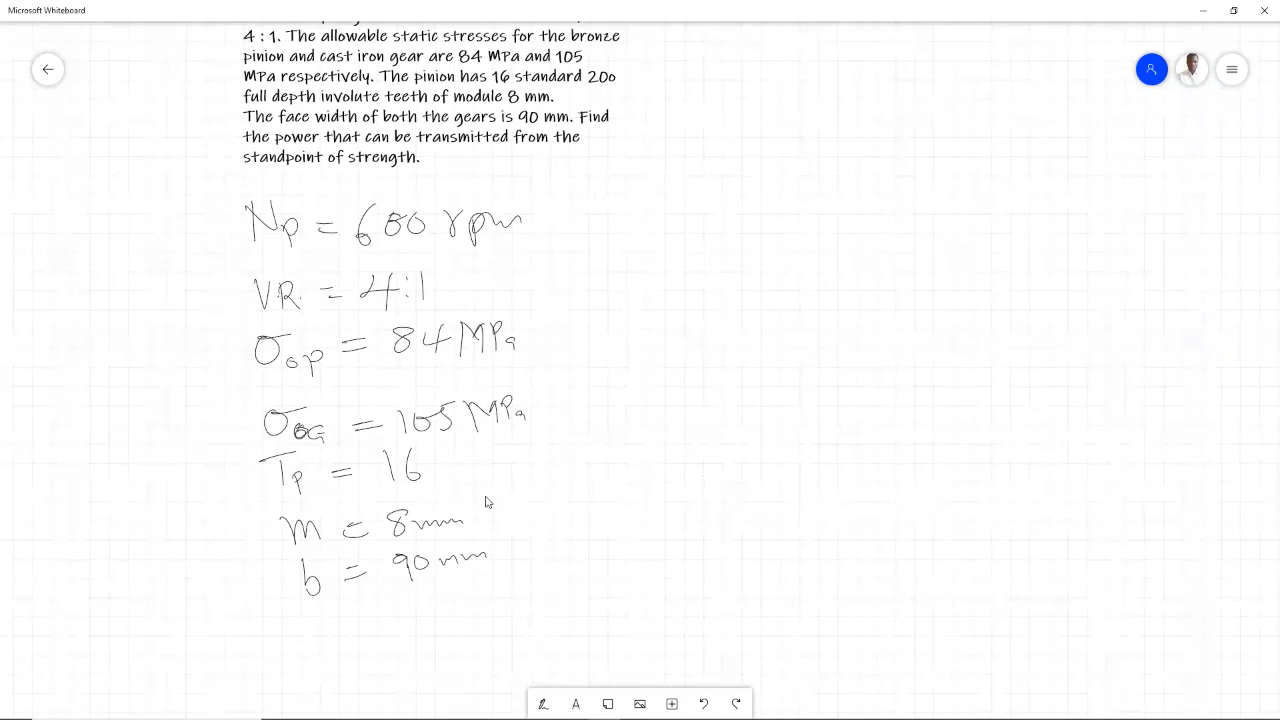 Microsoft Whiteboard
4 : 1. The allowable static stresses for the bronze
pinion and cast iron gear are 84 MPa and 105
MPa respectively. The pinion has 16 standard 20o
full depth involute teeth of module 8 mm.
The face width of both the gears is 90 mm. Find
the power that can be transmitted from the
standpoint of strength.
Np = 600 rpm
V.R. = 4:1
σop = 84 MPa
σoG = 105 MPa
Tp = 16
m = 8mm
b = 90 mm